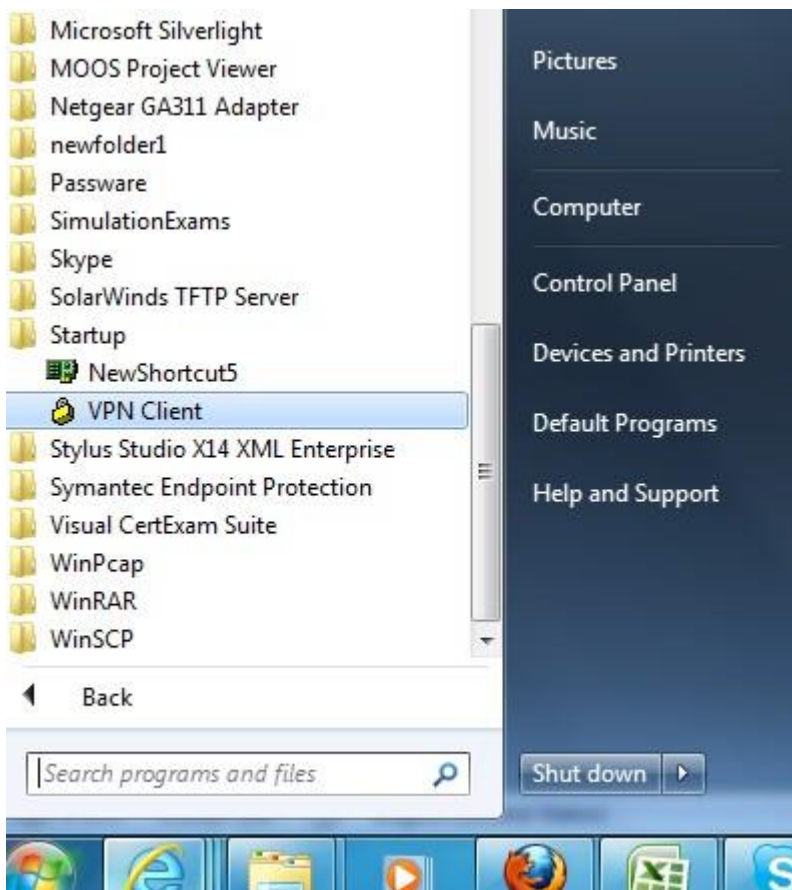 Microsoft Silverlight
MOOS Project Viewer
Netgear GA311 Adapter
newfolder1
Passware
SimulationExams
Skype
SolarWinds TFTP Server
Startup
NewShortcut5
VPN Client
Stylus Studio X14 XML Enterprise
Symantec Endpoint Protection
Visual CertExam Suite
WinPcap
WinRAR
WinSCP
Back
Search programs and files
Pictures
Music
Computer
Control Panel
Devices and Printers
Default Programs
Help and Support
Shut down